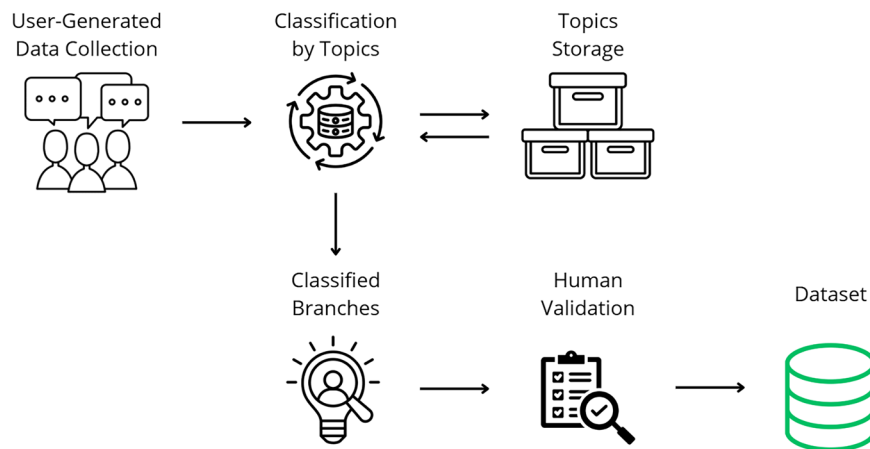 User-Generated
Data Collection
Classification
by Topics
Topics
Storage
Classified
Branches
Human
Validation
Dataset